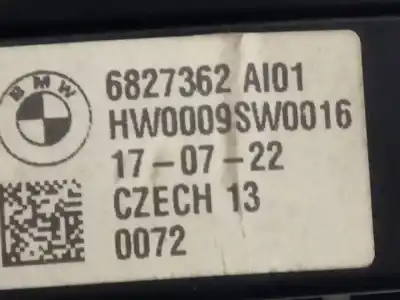 BMW
6827362 AI01
HW0009SW0016
17-07-22
CZECH 13
0072